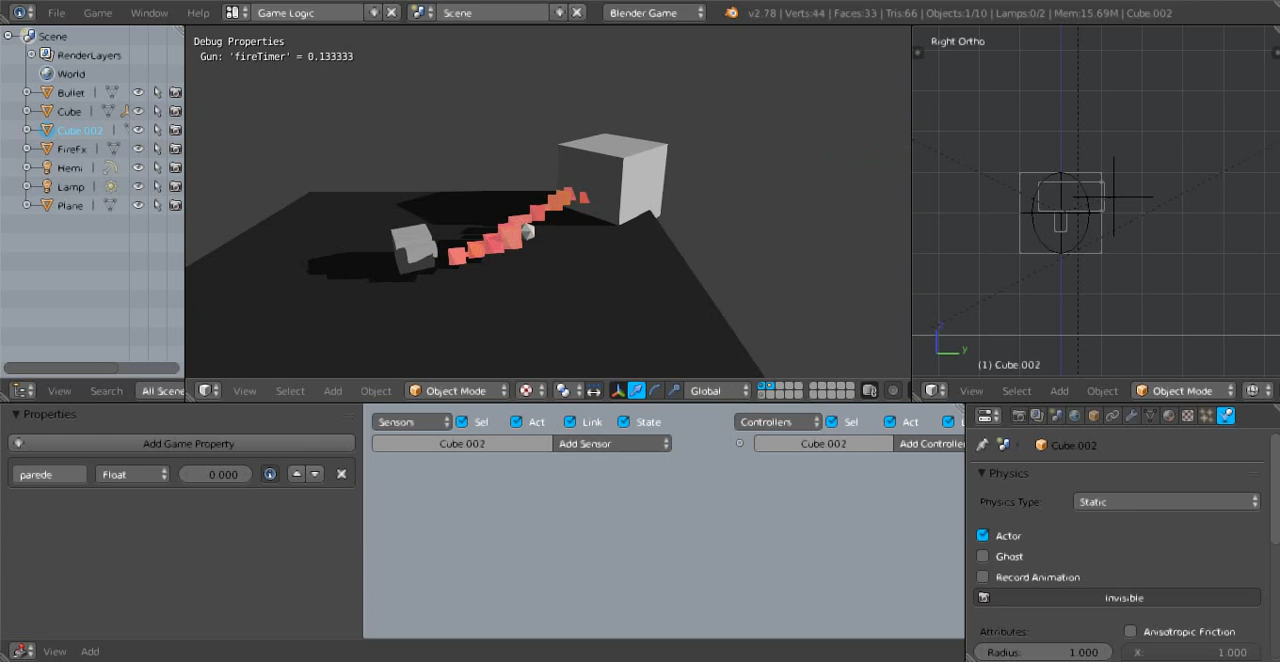 File Game Window Help Game Logic Scene Blender Game v2.78 | Verts:44 | Faces:33 | Tris:66 | Objects:1/10 | Lamps:0/2 | Mem:15.69M | Cube.002
Scene
RenderLayers
World
Bullet
Cube
Cube.002
FireFx
Hemi
Lamp
Plane
View Search All Scene
Debug Properties
Gun: 'fireTimer' = 0.133333
View Select Add Object Object Mode Global
Right Ortho
z
y
(1) Cube.002
View Select Add Object Object Mode
Properties
Add Game Property
parede Float 0.000
View Add
Sensors Sel Act Link State Controllers Sel Act L
Cube.002 Add Sensor Cube.002 Add Controlle
Cube.002
Physics
Physics Type: Static
Actor
Ghost
Record Animation
Invisible
Attributes: Anisotropic Friction
Radius: 1.000 X: 1.000